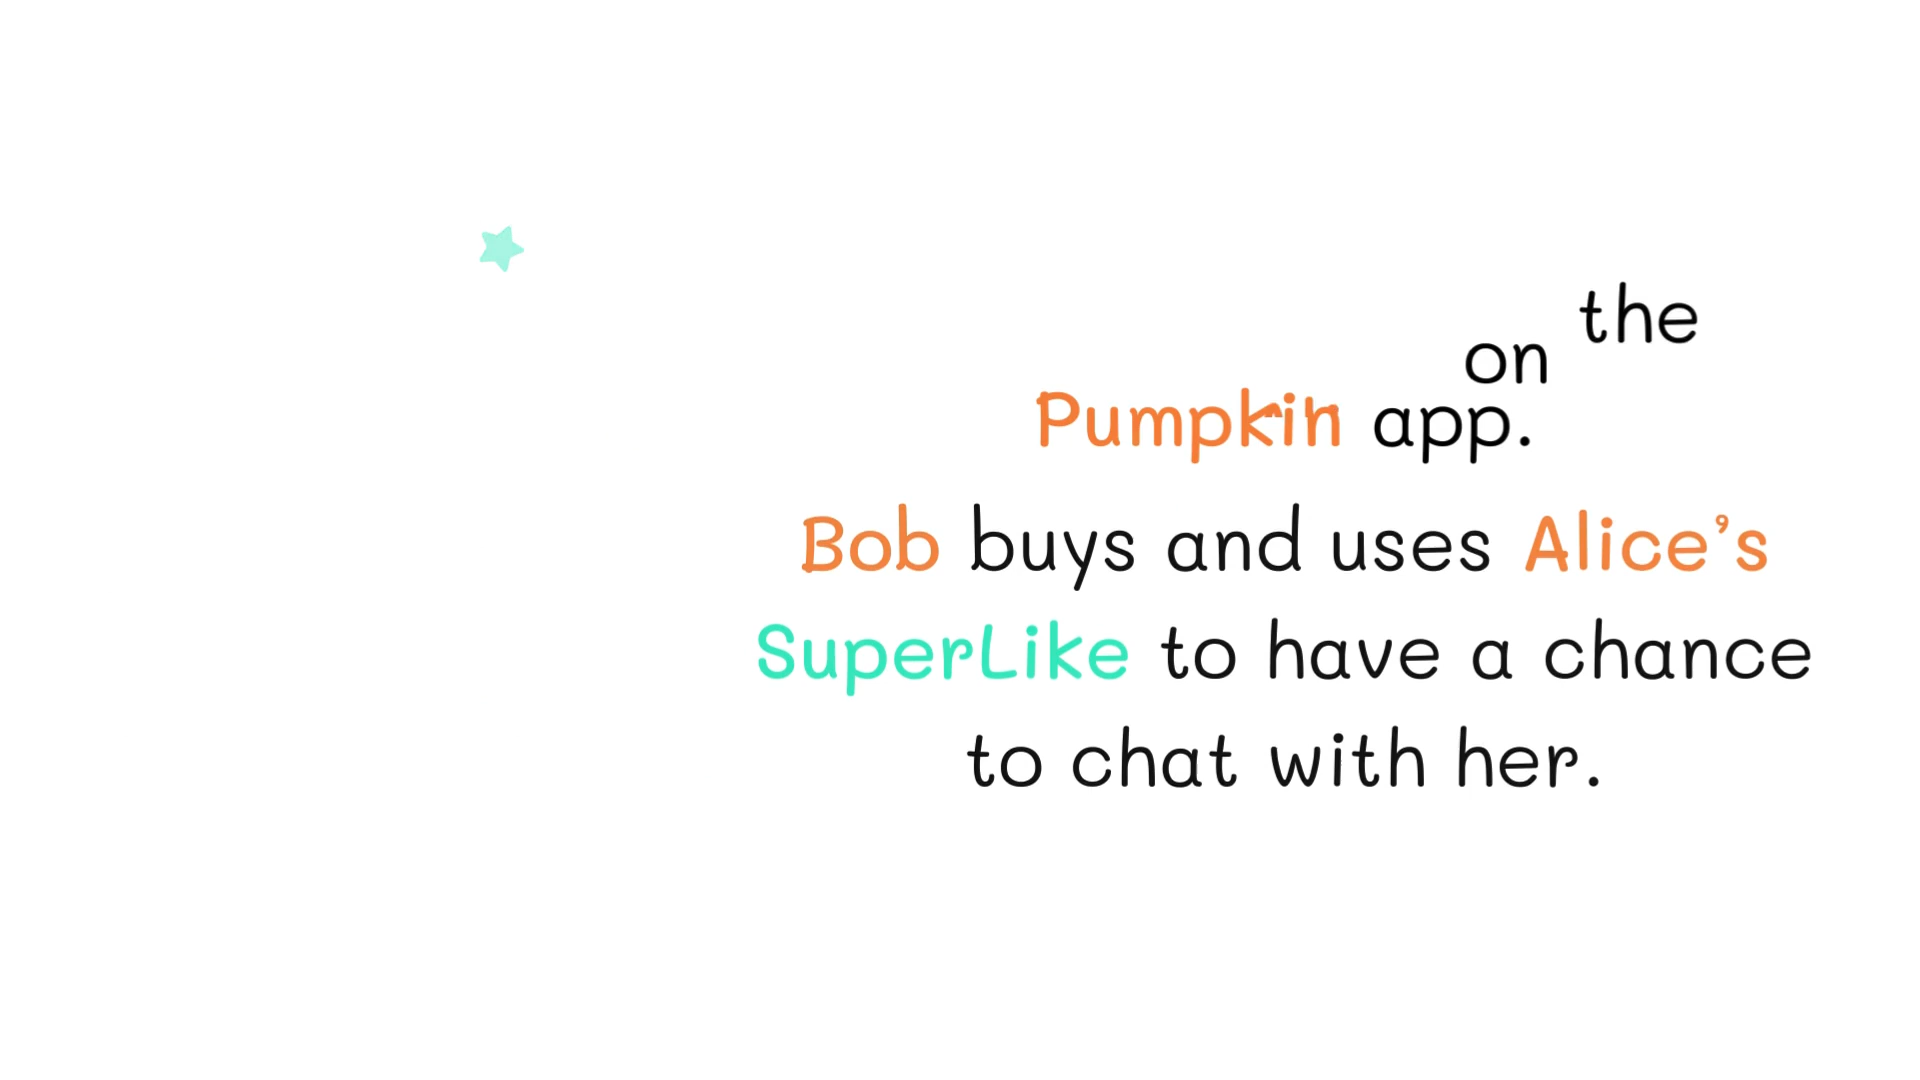 on the
Pumpkin app.
Bob buys and uses Alice’s
SuperLike to have a chance
to chat with her.